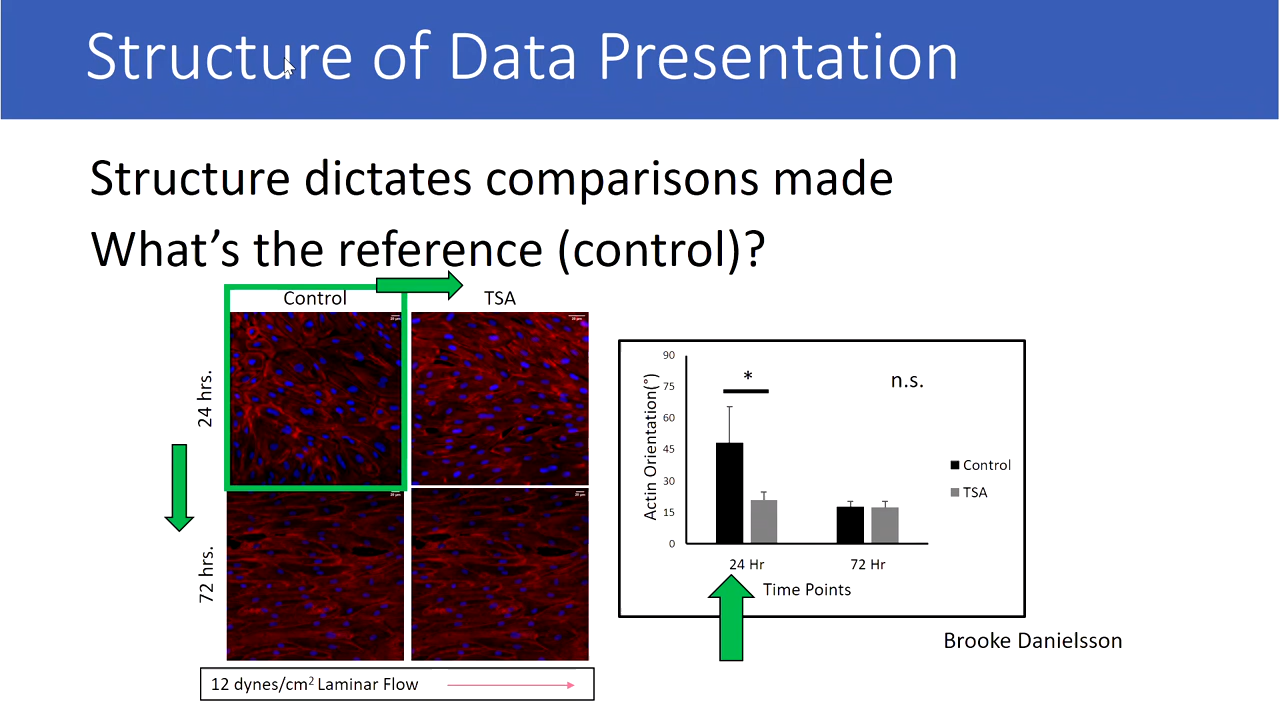 Structure of Data Presentation
Structure dictates comparisons made
What's the reference (control)?
Control
TSA
24 hrs.
72 hrs.
12 dynes/cm² Laminar Flow
90
75
60
45
30
15
0
Actin Orientation(°)
*
n.s.
Control
TSA
24 Hr
72 Hr
Time Points
Brooke Danielsson